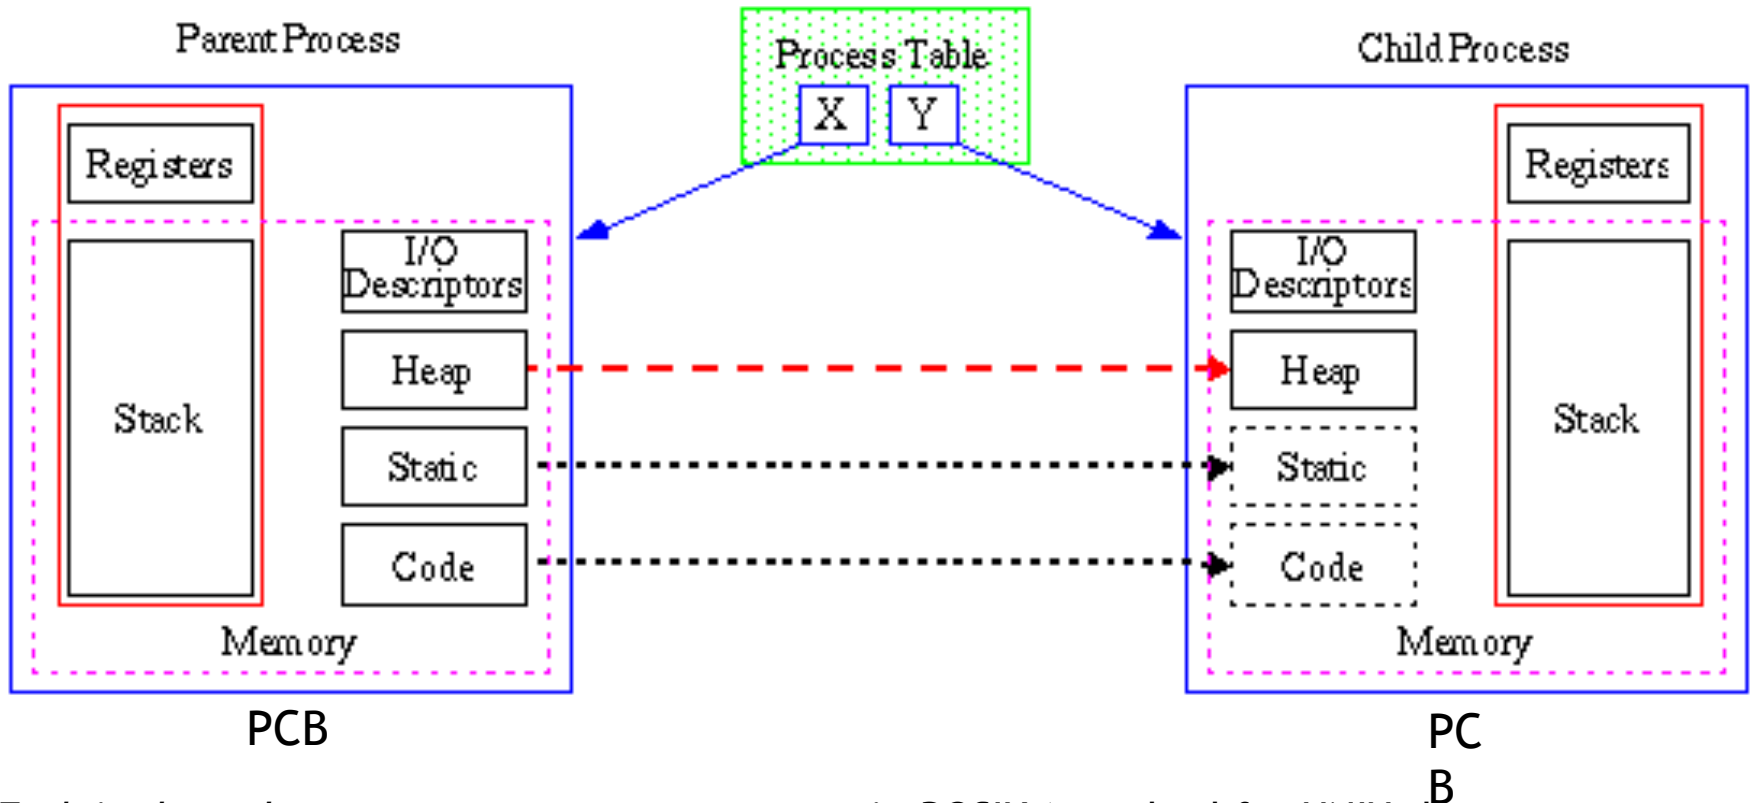 Parent Process
Process Table
Child Process
X Y
Registers
Registers
I/O
Descriptors
I/O
Descriptors
Heap
Heap
Stack
Stack
Static
Static
Code
Code
Memory
Memory
PCB
PC
B